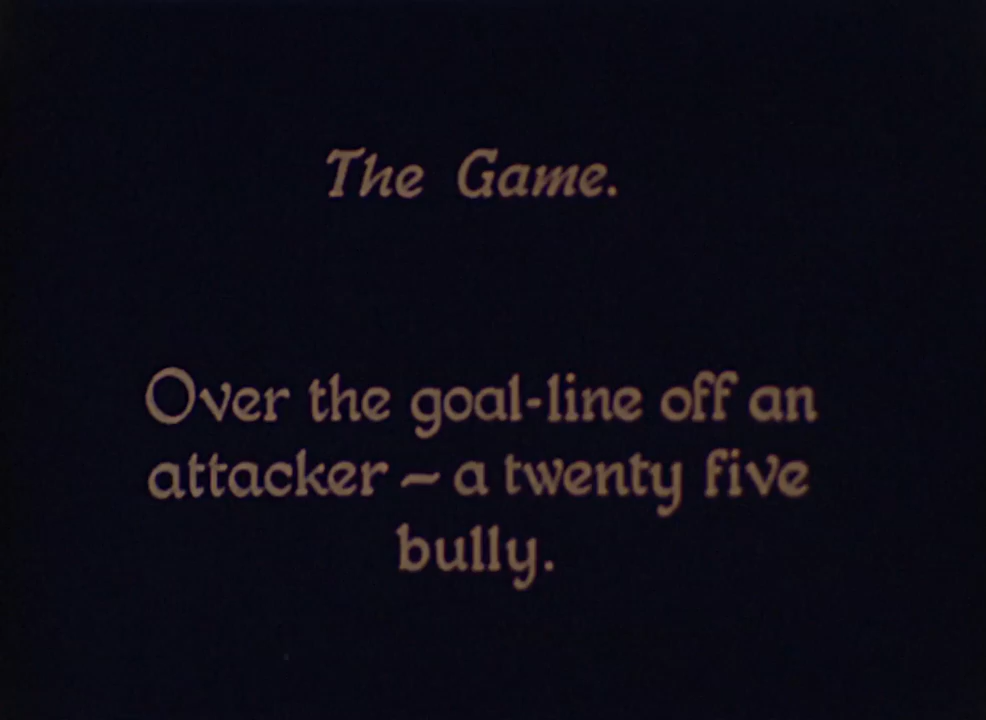 The Game.
Over the goal-line off an
attacker – a twenty five
bully.